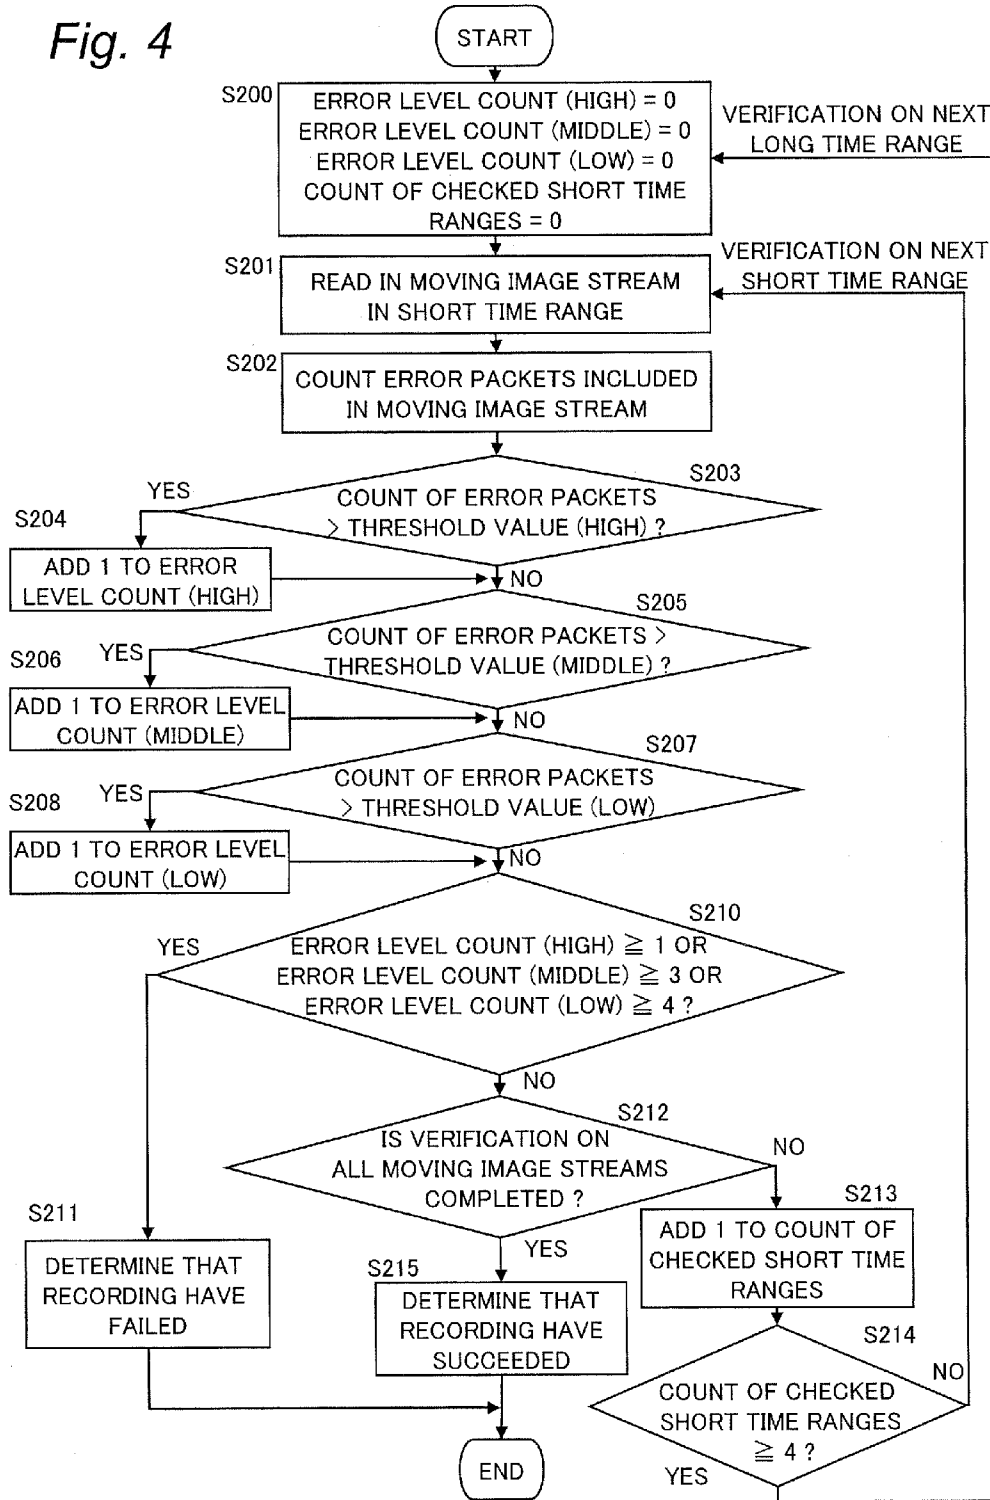 Fig. 4
START
S200
ERROR LEVEL COUNT (HIGH) = 0
ERROR LEVEL COUNT (MIDDLE) = 0
ERROR LEVEL COUNT (LOW) = 0
COUNT OF CHECKED SHORT TIME
RANGES = 0
VERIFICATION ON NEXT
LONG TIME RANGE
S201
READ IN MOVING IMAGE STREAM
IN SHORT TIME RANGE
VERIFICATION ON NEXT
SHORT TIME RANGE
S202
COUNT ERROR PACKETS INCLUDED
IN MOVING IMAGE STREAM
S203
COUNT OF ERROR PACKETS
> THRESHOLD VALUE (HIGH) ?
YES
S204
ADD 1 TO ERROR
LEVEL COUNT (HIGH)
NO
S205
COUNT OF ERROR PACKETS >
THRESHOLD VALUE (MIDDLE) ?
YES
S206
ADD 1 TO ERROR LEVEL
COUNT (MIDDLE)
NO
S207
COUNT OF ERROR PACKETS
> THRESHOLD VALUE (LOW)
YES
S208
ADD 1 TO ERROR LEVEL
COUNT (LOW)
NO
S210
ERROR LEVEL COUNT (HIGH) ≧ 1 OR
ERROR LEVEL COUNT (MIDDLE) ≧ 3 OR
ERROR LEVEL COUNT (LOW) ≧ 4 ?
YES
NO
S212
IS VERIFICATION ON
ALL MOVING IMAGE STREAMS
COMPLETED ?
NO
YES
S211
DETERMINE THAT
RECORDING HAVE
FAILED
S215
DETERMINE THAT
RECORDING HAVE
SUCCEEDED
S213
ADD 1 TO COUNT OF
CHECKED SHORT TIME
RANGES
S214
COUNT OF CHECKED
SHORT TIME RANGES
≧ 4 ?
NO
YES
END